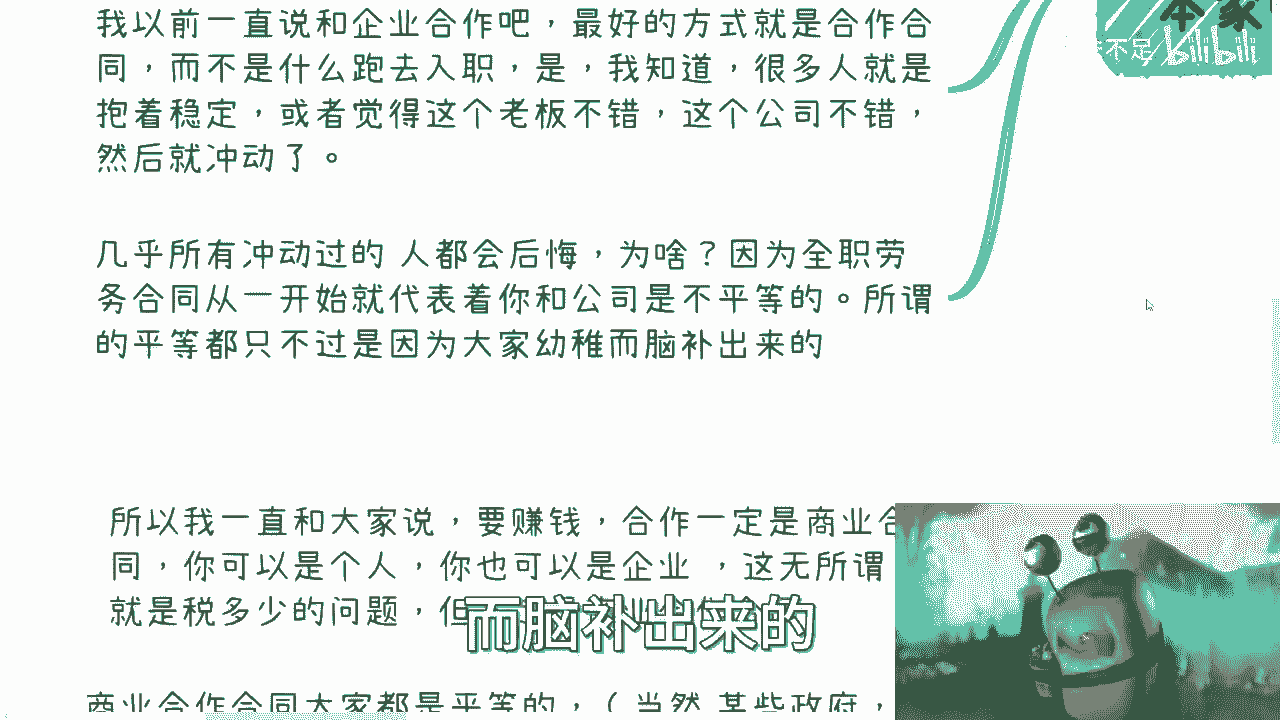 我以前一直说和企业合作吧，最好的方式就是合作合
同，而不是什么跑去入职，是，我知道，很多人就是
抱着稳定，或者觉得这个老板不错，这个公司不错，
然后就冲动了。
几乎所有冲动过的 人都会后悔，为啥？因为全职劳
务合同从一开始就代表着你和公司是不平等的。所谓
的平等都只不过是因为大家幼稚而脑补出来的
所以我一直和大家说，要赚钱，合作一定是商业合
同，你可以是个人，你也可以是企业 ，这无所谓
就是税多少的问题，但
而脑补出来的
商业合作合同大家都是平等的，（当然 某些政府，
不足 bilibili